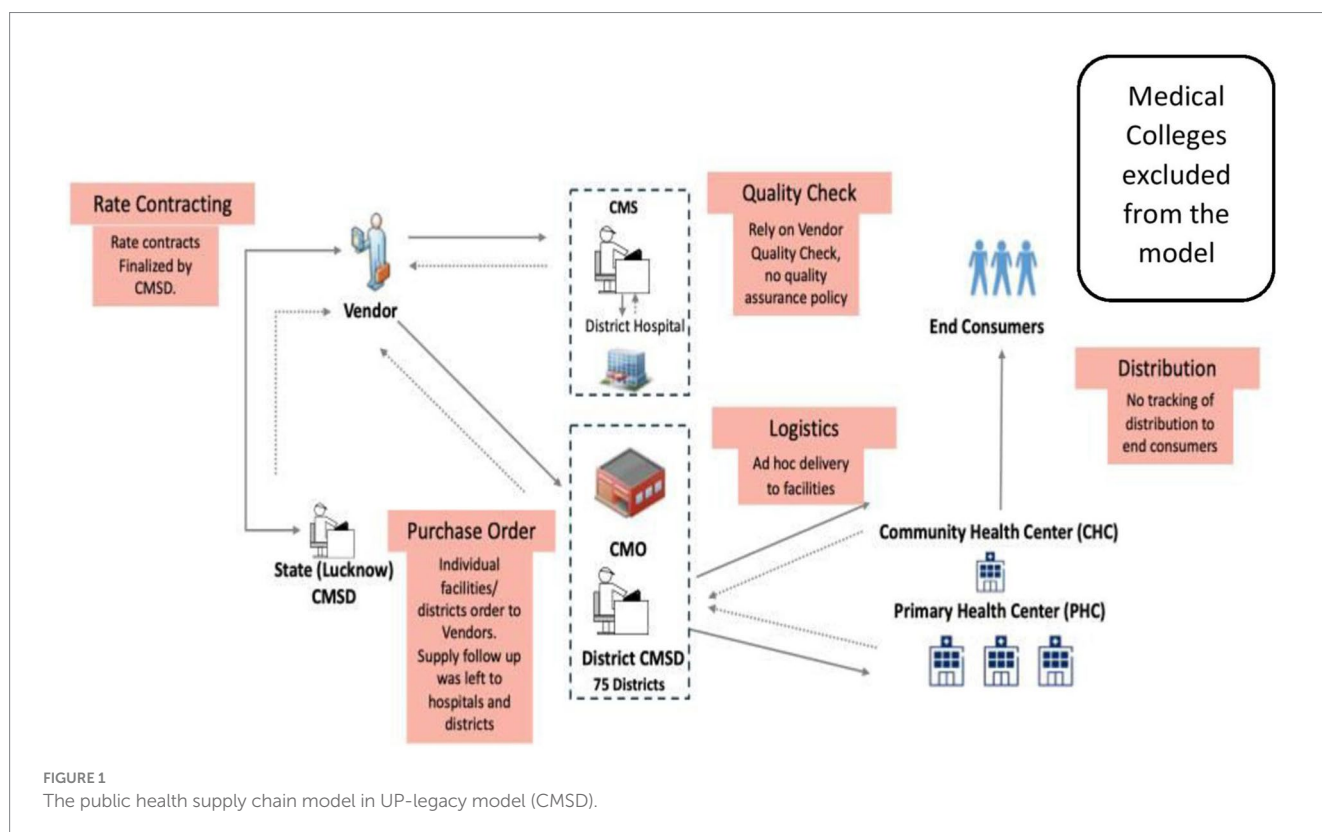 Medical
Colleges
excluded
from the
model
Rate Contracting
Rate contracts
Finalized by
CMSD.
Vendor
CMS
District Hospital
Quality Check
Rely on Vendor
Quality Check,
no quality
assurance policy
End Consumers
Distribution
No tracking of
distribution to
end consumers
Logistics
Ad hoc delivery
to facilities
State (Lucknow)
CMSD
Purchase Order
Individual
facilities/
districts order to
Vendors.
Supply follow up
was left to
hospitals and
districts
CMO
District CMSD
75 Districts
Community Health Center (CHC)
Primary Health Center (PHC)
FIGURE 1
The public health supply chain model in UP-legacy model (CMSD).